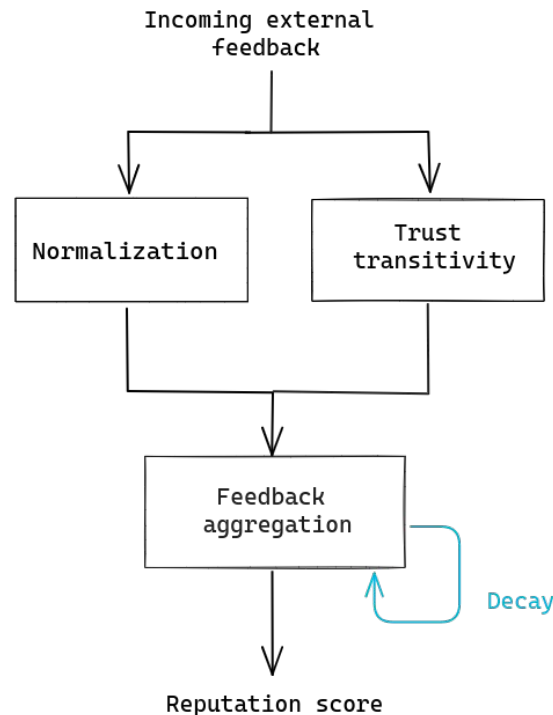 Incoming external
feedback
Normalization
Trust
transitivity
Feedback
aggregation
Decay
Reputation score